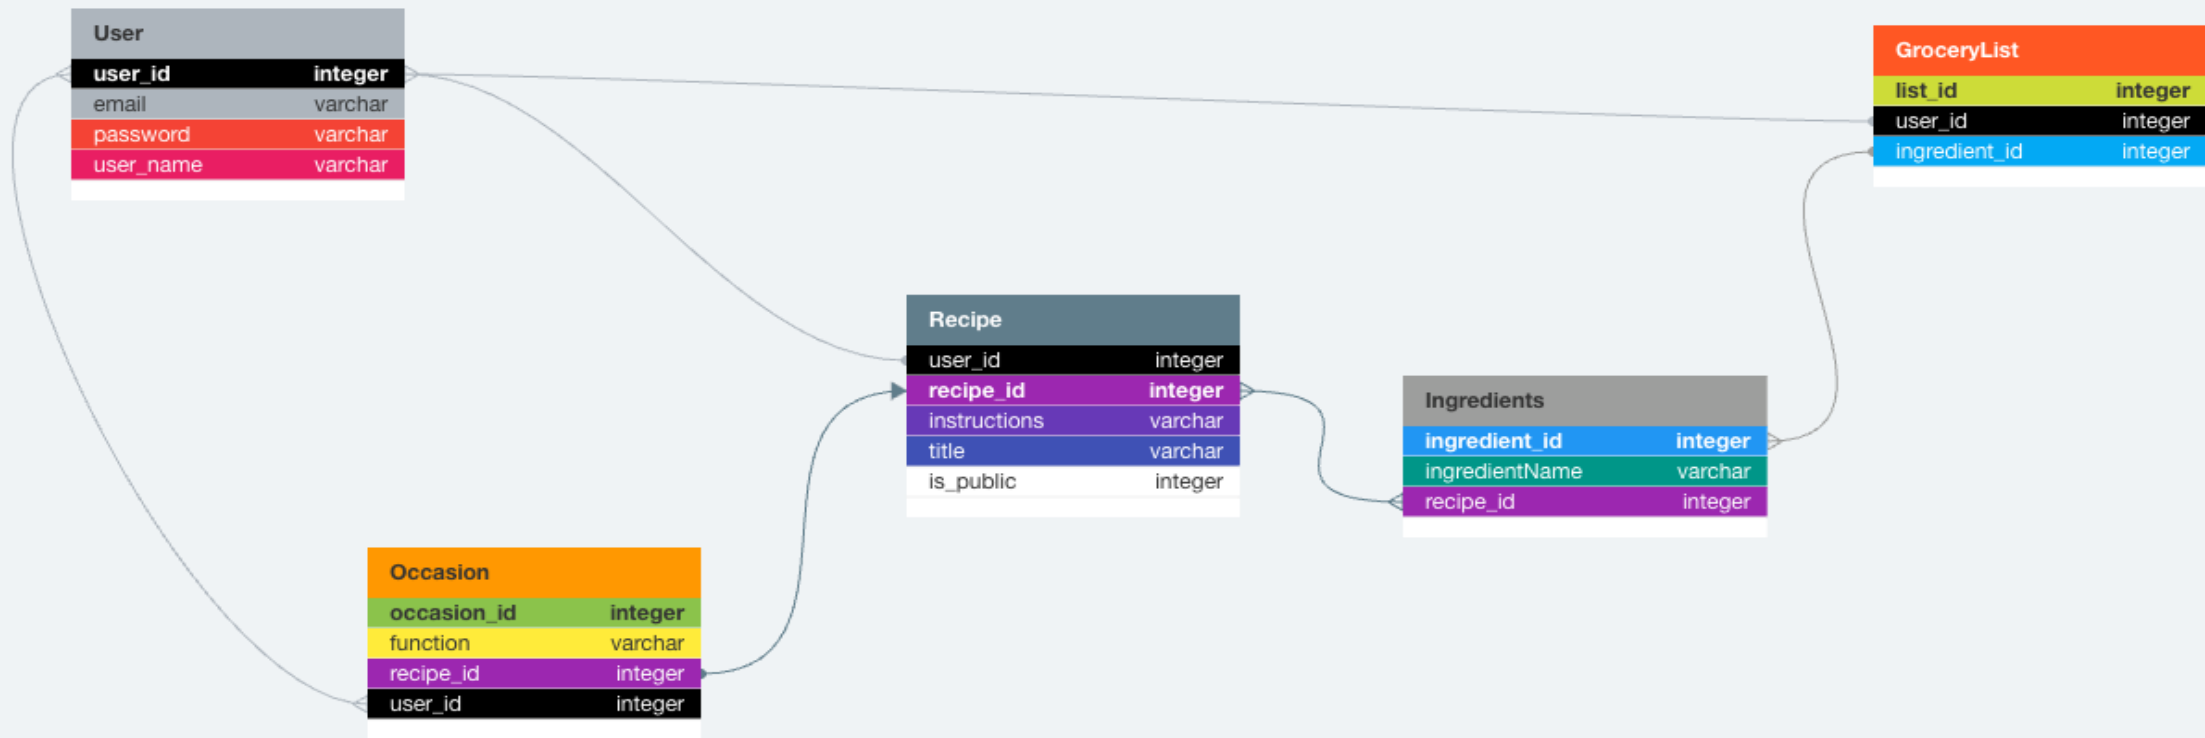 User
user_id integer
email varchar
password varchar
user_name varchar
GroceryList
list_id integer
user_id integer
ingredient_id integer
Recipe
user_id integer
recipe_id integer
instructions varchar
title varchar
is_public integer
Ingredients
ingredient_id integer
ingredientName varchar
recipe_id integer
Occasion
occasion_id integer
function varchar
recipe_id integer
user_id integer